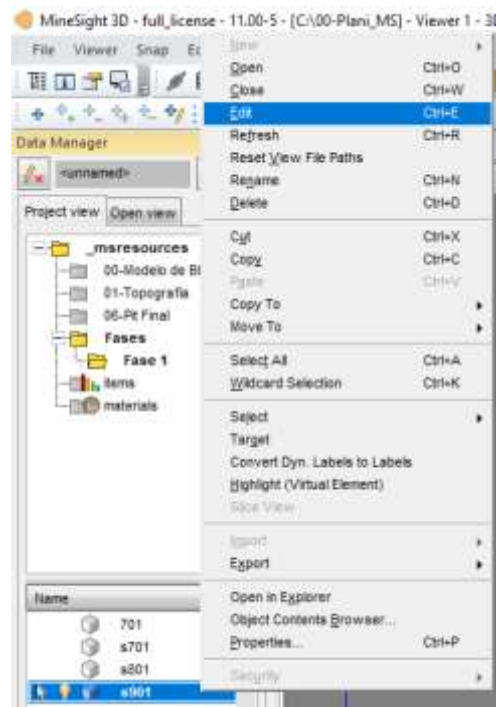 MineSight 3D - full_license - 11.00-5 - [C:\00-Plani_MS] - Viewer 1 - 3D
File Viewer Snap
New
Open Ctrl+O
Close Ctrl+W
Edit Ctrl+E
Refresh Ctrl+R
Reset View File Paths
Rename Ctrl+N
Delete Ctrl+D
Cut Ctrl+X
Copy Ctrl+C
Paste Ctrl+V
Copy To
Move To
Select All Ctrl+A
Wildcard Selection Ctrl+K
Select
Target
Convert Dyn. Labels to Labels
Highlight (Virtual Element)
Slice View
Import
Export
Open in Explorer
Object Contents Browser...
Properties... Ctrl+P
Security
Data Manager
<unnamed>
Project view Open view
_msresources
00-Modelo de Bl
01-Topografia
06-Pit Final
Fases
Fase 1
items
materials
Name
701
s701
s801
s901